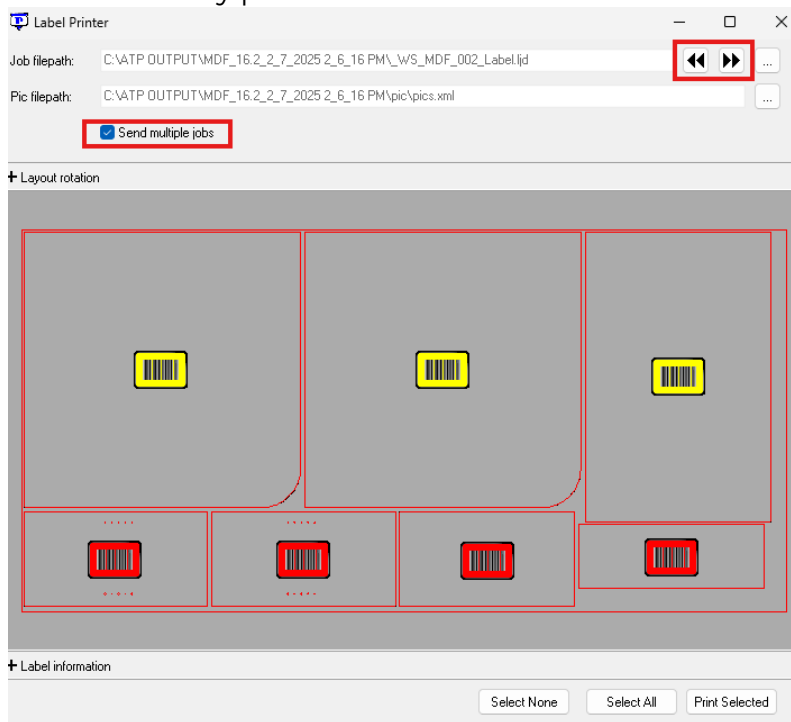 Label Printer
Job filepath: C:\ATP OUTPUT\MDF_16.2_2_7_2025 2_6_16 PM\_WS_MDF_002_Label.ljd ...
Pic filepath: C:\ATP OUTPUT\MDF_16.2_2_7_2025 2_6_16 PM\pic\pics.xml ...
Send multiple jobs
+ Layout rotation
+ Label information
Select None Select All Print Selected